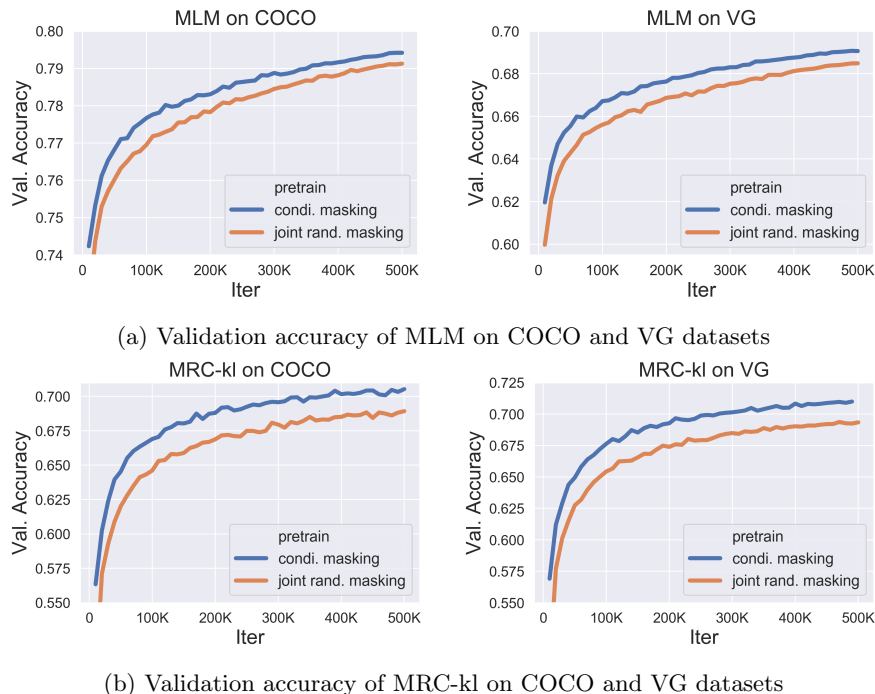 MLM on COCO
Val. Accuracy
0.80
0.79
0.78
0.77
0.76
0.75
0.74
pretrain
condi. masking
joint rand. masking
0 100K 200K 300K 400K 500K
Iter
MLM on VG
Val. Accuracy
0.70
0.68
0.66
0.64
0.62
0.60
pretrain
condi. masking
joint rand. masking
0 100K 200K 300K 400K 500K
Iter
(a) Validation accuracy of MLM on COCO and VG datasets
MRC-kl on COCO
Val. Accuracy
0.700
0.675
0.650
0.625
0.600
0.575
0.550
pretrain
condi. masking
joint rand. masking
0 100K 200K 300K 400K 500K
Iter
MRC-kl on VG
Val. Accuracy
0.725
0.700
0.675
0.650
0.625
0.600
0.575
0.550
pretrain
condi. masking
joint rand. masking
0 100K 200K 300K 400K 500K
Iter
(b) Validation accuracy of MRC-kl on COCO and VG datasets